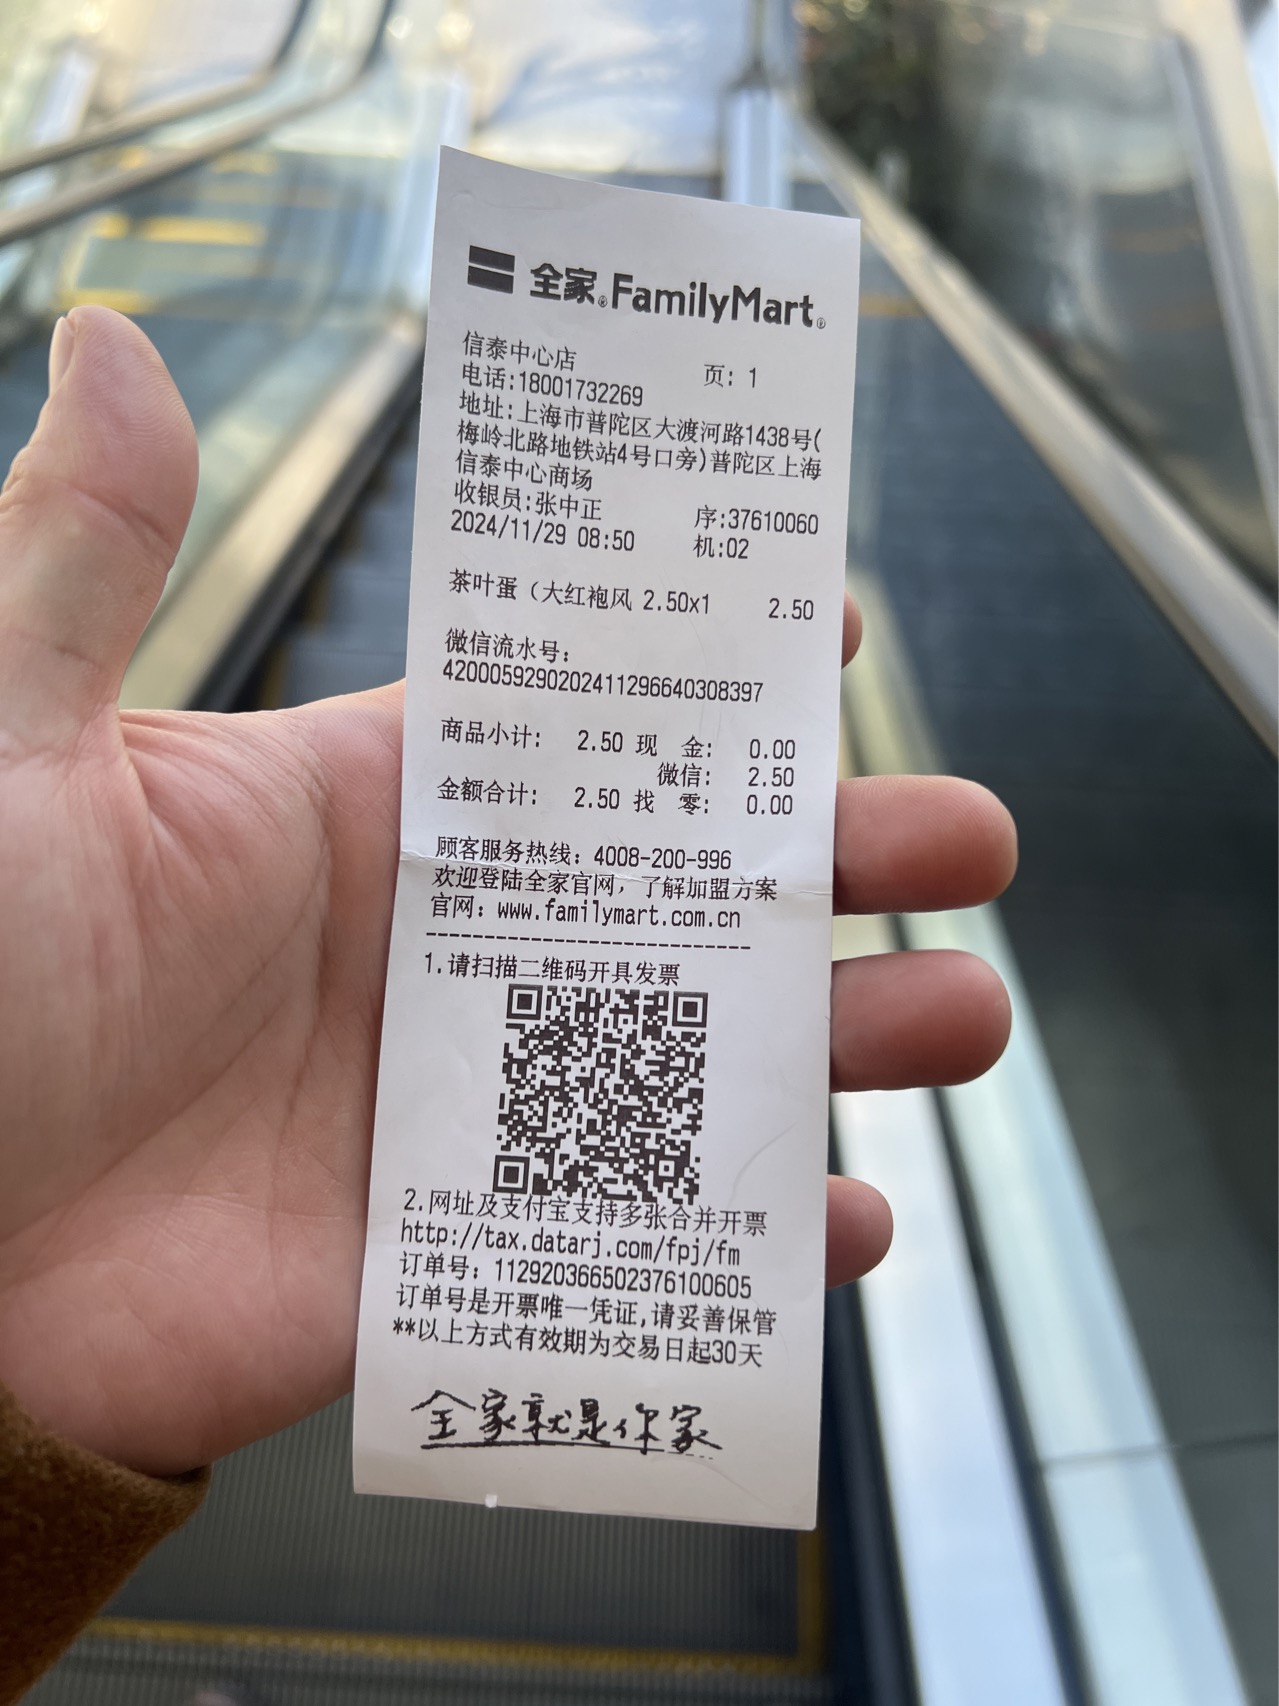 全家® FamilyMart®
信泰中心店
页: 1
电话:18001732269
地址:上海市普陀区大渡河路1438号(
梅岭北路地铁站4号口旁)普陀区上海
信泰中心商场
收银员:张中正 序:37610060
2024/11/29 08:50 机:02
茶叶蛋（大红袍风 2.50x1 2.50
微信流水号:
4200059290202411296640308397
商品小计: 2.50 现 金: 0.00
微信: 2.50
金额合计: 2.50 找 零: 0.00
顾客服务热线: 4008-200-996
欢迎登陆全家官网，了解加盟方案
官网: www.familymart.com.cn
----------------------------
1.请扫描二维码开具发票
2.网址及支付宝支持多张合并开票
http://tax.datarj.com/fpj/fm
订单号: 112920366502376100605
订单号是开票唯一凭证,请妥善保管
**以上方式有效期为交易日起30天
全家就是你家